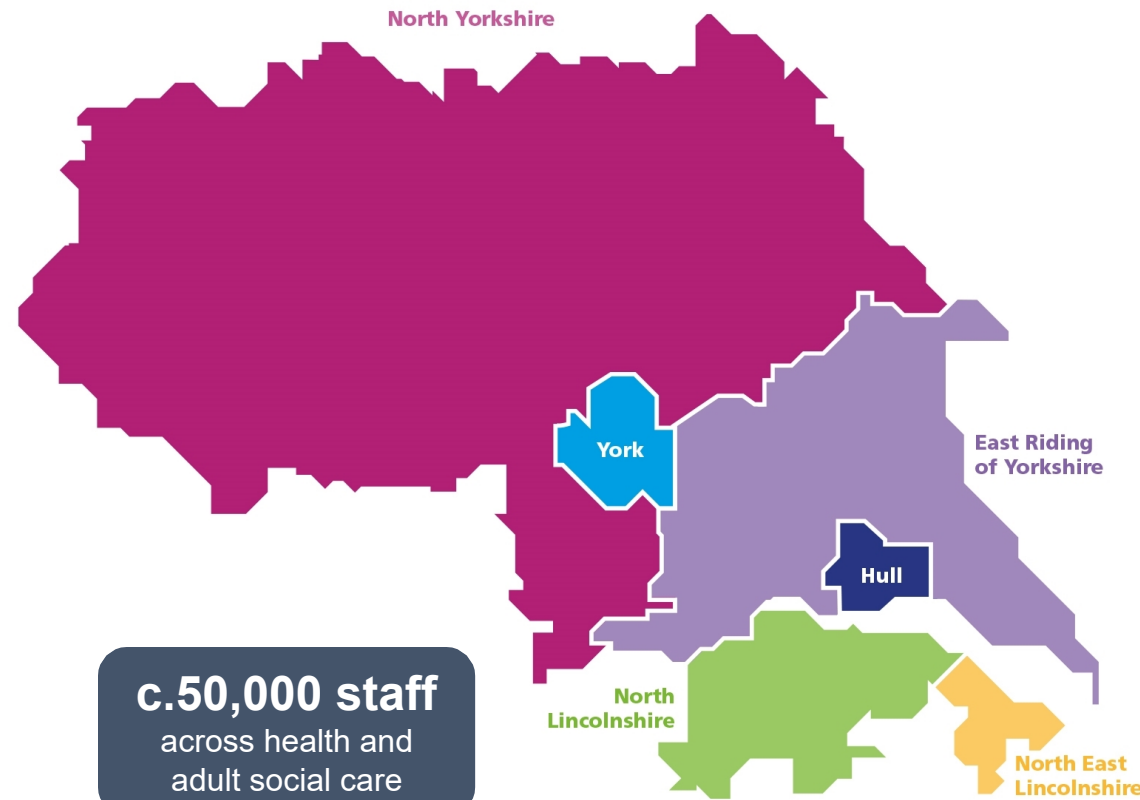 North Yorkshire
York
East Riding
of Yorkshire
Hull
North
Lincolnshire
North East
Lincolnshire
c.50,000 staff
across health and
adult social care